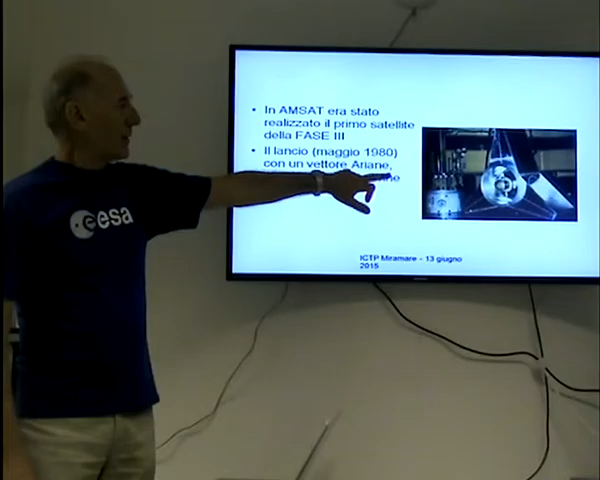 esa
In AMSAT era stato
realizzato il primo satellite
della FASE III
Il lancio (maggio 1980)
con un vettore Ariane,
ICTP Miramare - 13 giugno
2015